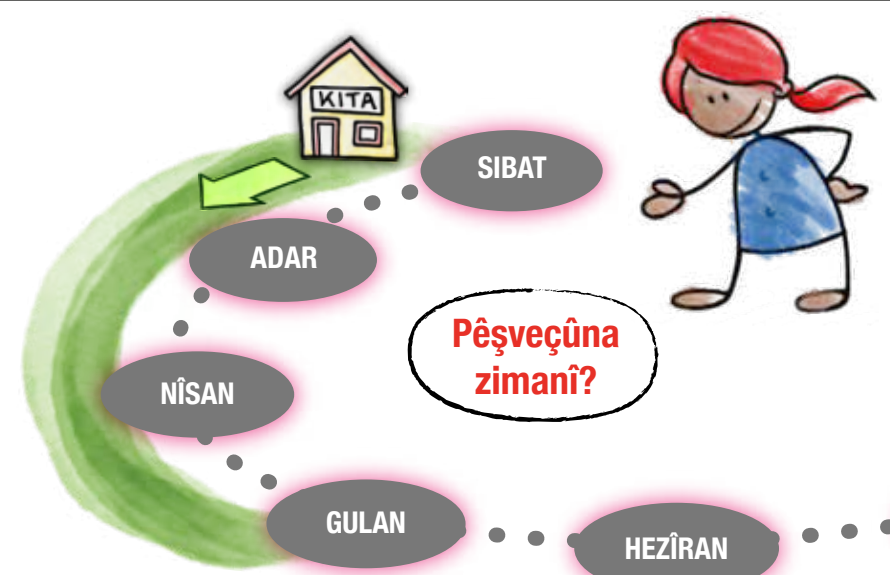 KITA
SIBAT
ADAR
Pêşveçûna
zimanî?
NÎSAN
GULAN
HEZÎRAN